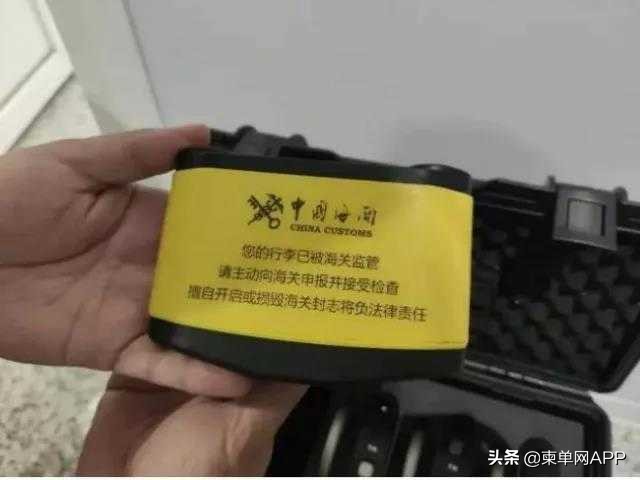 中国海关
CHINA CUSTOMS
您的行李已被海关监管
请主动向海关申报并接受检查
擅自开启或损毁海关封志将负法律责任
头条 @柬单网APP